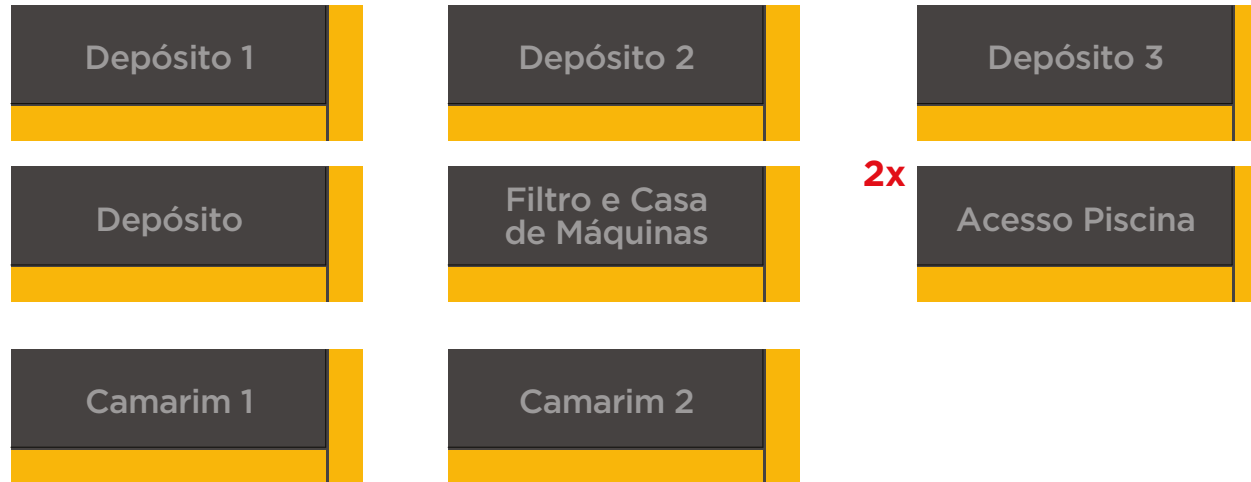 Depósito 1
Depósito 2
Depósito 3
Depósito
Filtro e Casa
de Máquinas
2x
Acesso Piscina
Camarim 1
Camarim 2